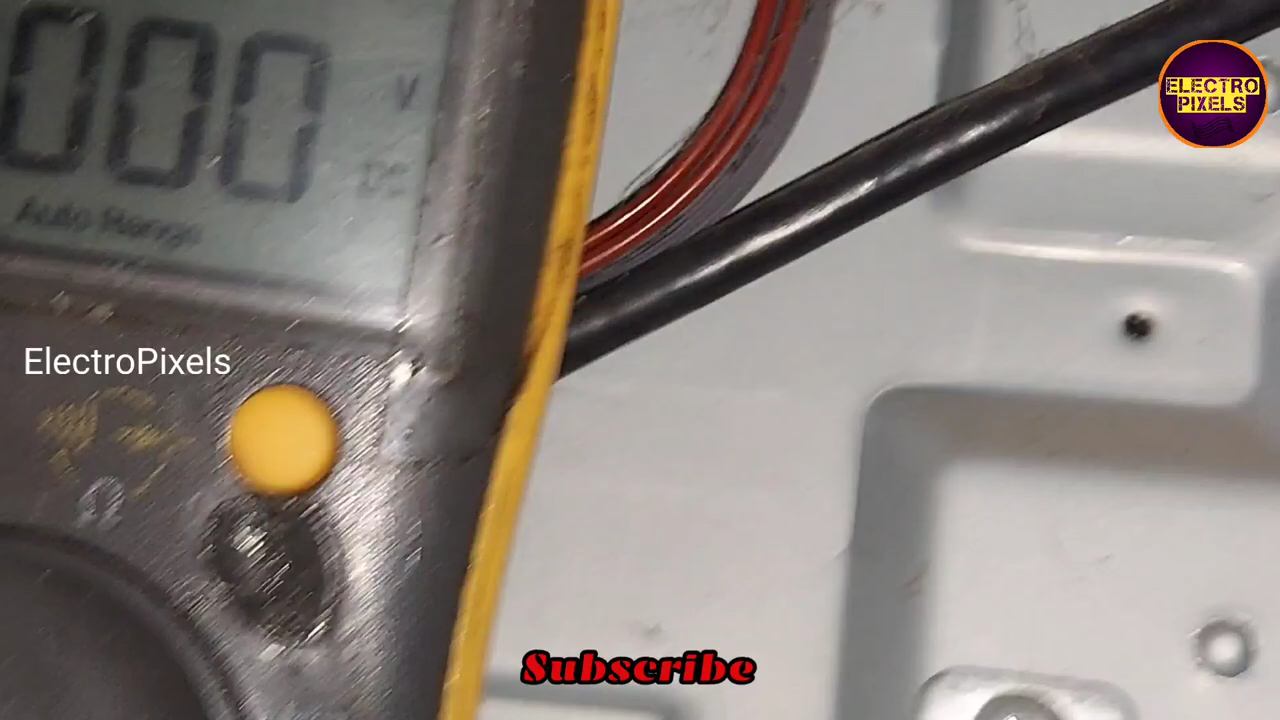 000
V
DC
Auto Range
ELECTRO
PIXELS
ElectroPixels
Ω
Subscribe